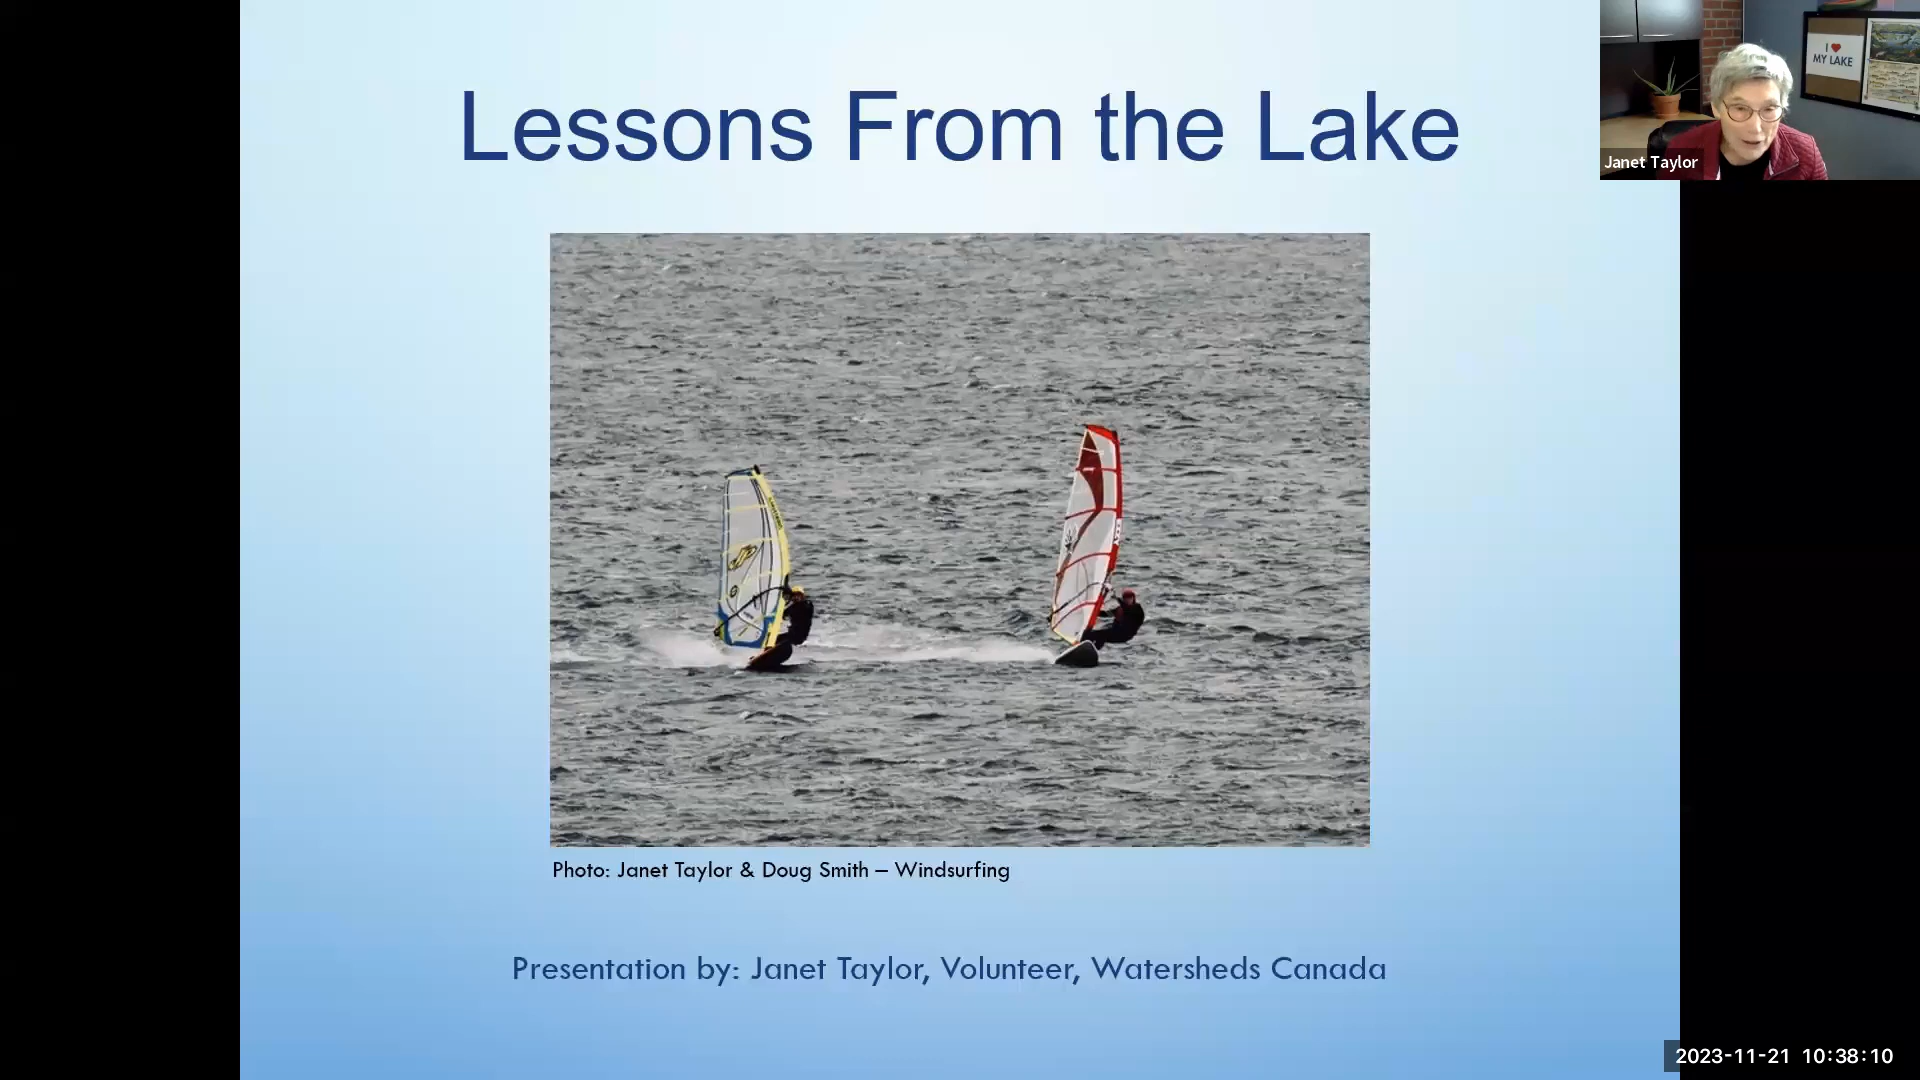 Lessons From the Lake
I ❤
MY LAKE
Janet Taylor
Photo: Janet Taylor & Doug Smith – Windsurfing
Presentation by: Janet Taylor, Volunteer, Watersheds Canada
2023-11-21 10:38:10